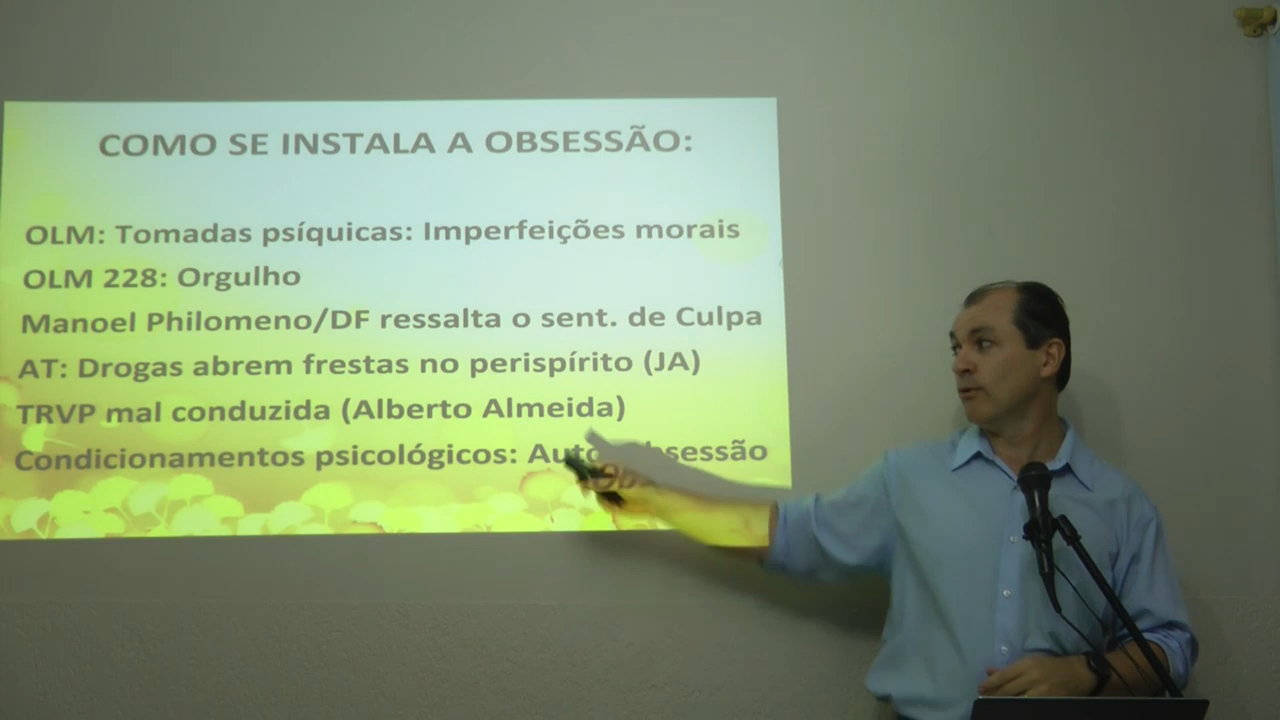 COMO SE INSTALA A OBSESSÃO:
OLM: Tomadas psíquicas: Imperfeições morais
OLM 228: Orgulho
Manoel Philomeno/DF ressalta o sent. de Culpa
AT: Drogas abrem frestas no perispírito (JA)
TRVP mal conduzida (Alberto Almeida)
Condicionamentos psicológicos: